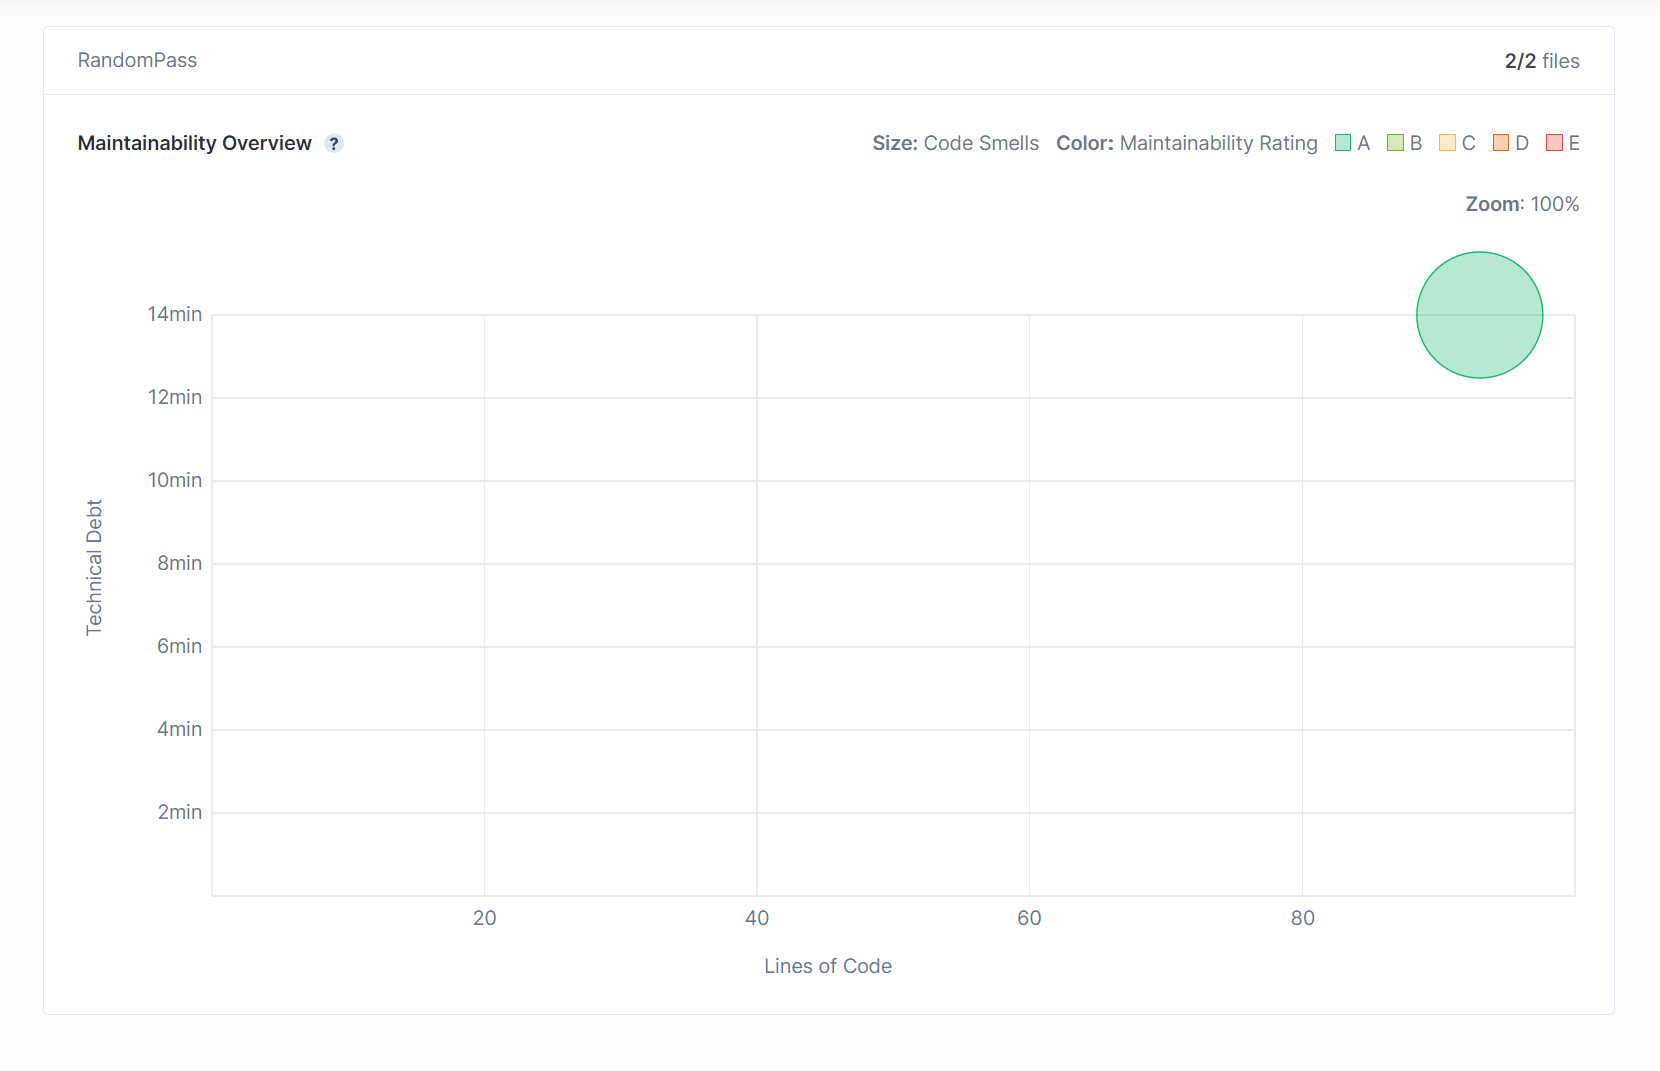 RandomPass
2/2 files
Maintainability Overview ?
Size: Code Smells Color: Maintainability Rating A B C D E
Zoom: 100%
14min
12min
10min
8min
6min
4min
2min
Technical Debt
20 40 60 80
Lines of Code